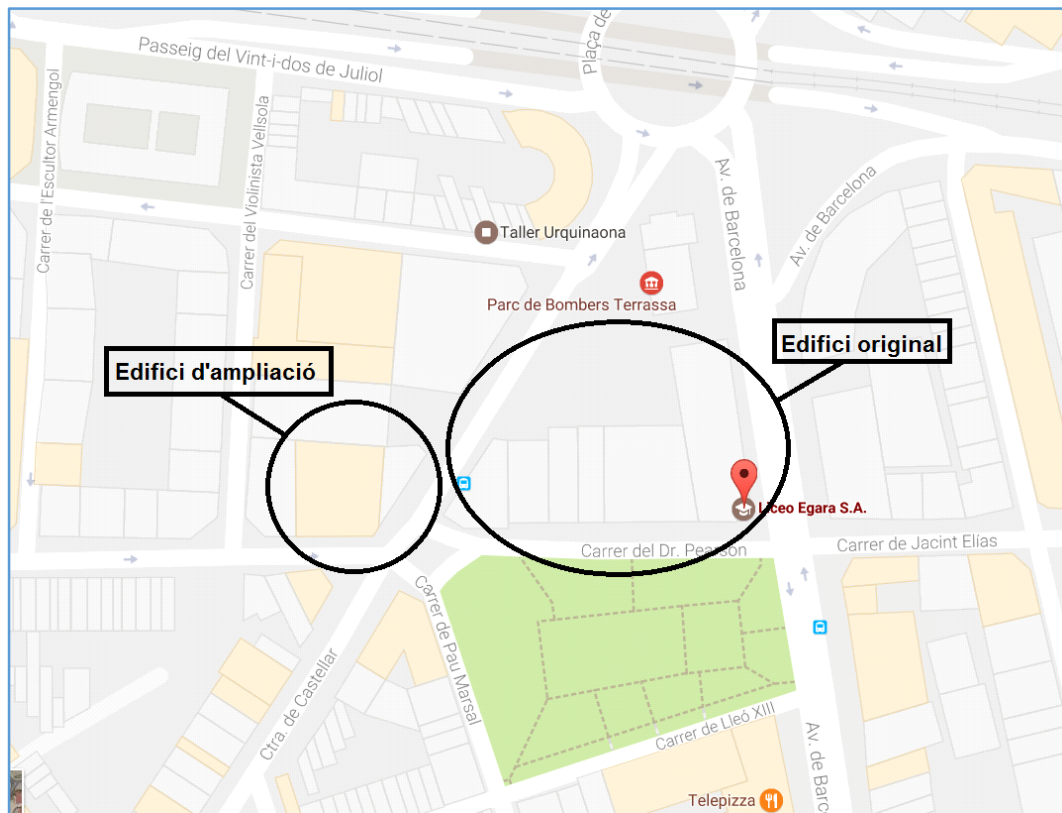 Passeig del Vint-i-dos de Juliol
Plaça de
Carrer de l'Escultor Armengol
Carrer del Violinista Vellsola
Av. de Barcelona
Av. de Barcelona
Taller Urquinaona
Parc de Bombers Terrassa
Edifici original
Edifici d'ampliació
Liceo Egara S.A.
Carrer del Dr. Pearson
Carrer de Jacint Elías
Carrer de Pau Marsal
Ctra. de Castellar
Carrer de Lleó XIII
Av. de Barc
Telepizza